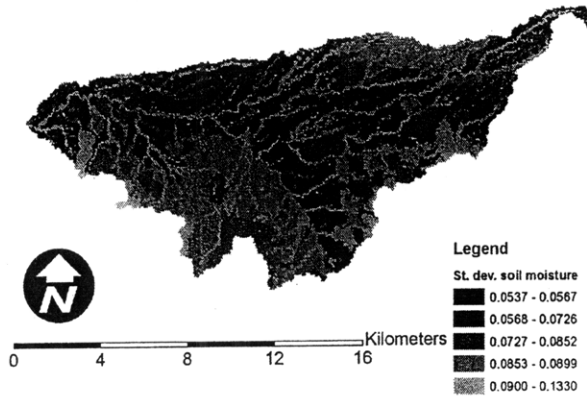 Legend
St. dev. soil moisture
0.0537 - 0.0567
0.0568 - 0.0726
0.0727 - 0.0852
0.0853 - 0.0899
0.0900 - 0.1330
N
Kilometers
0 4 8 12 16